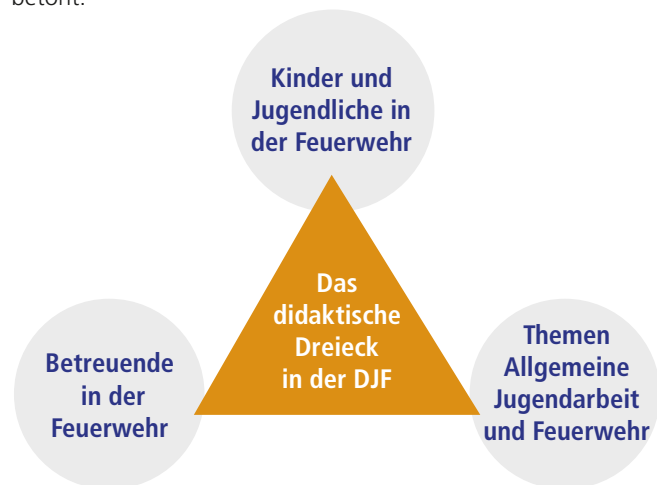 betont.
Kinder und
Jugendliche in
der Feuerwehr
Das
didaktische
Dreieck
in der DJF
Betreuende
in der
Feuerwehr
Themen
Allgemeine
Jugendarbeit
und Feuerwehr